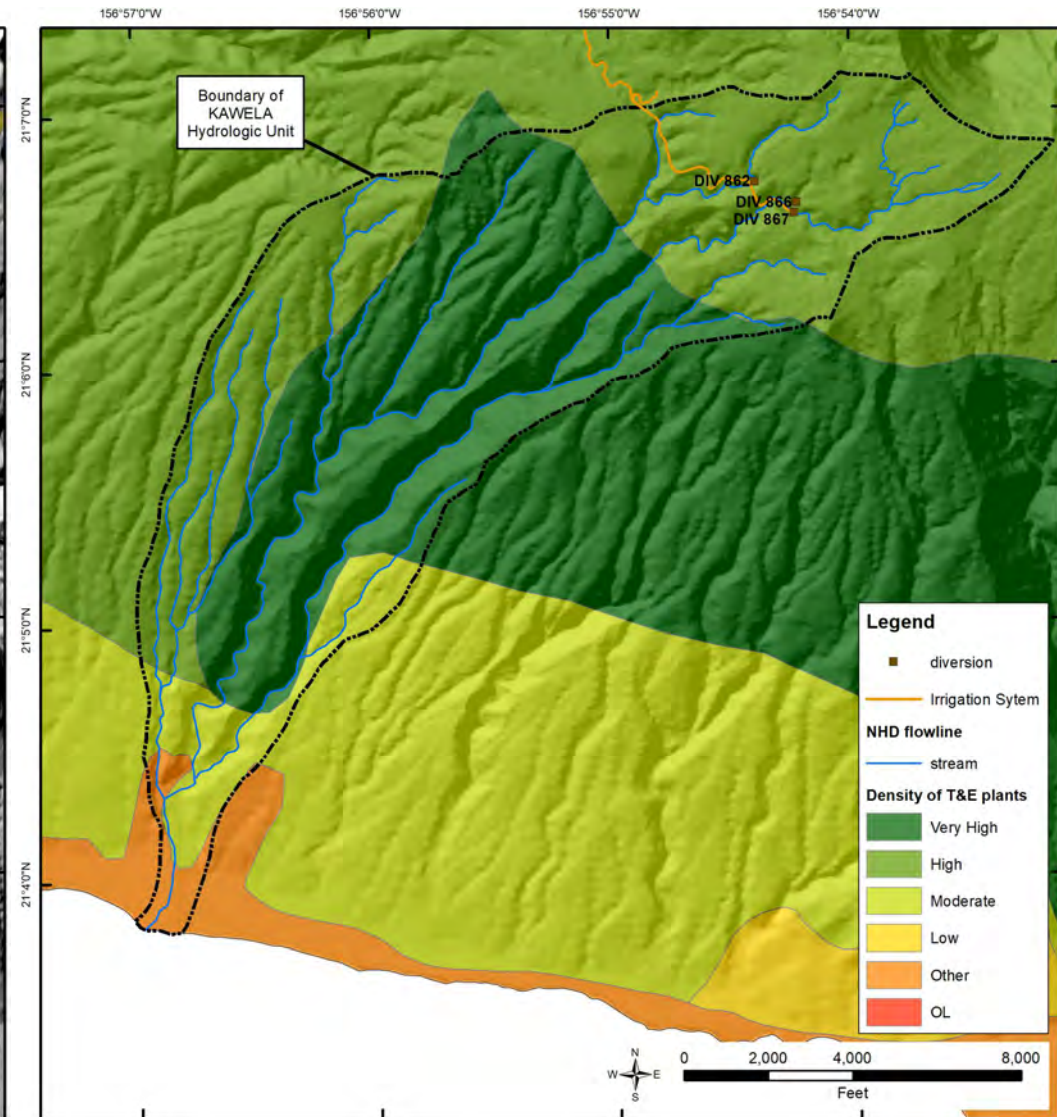 156°57'0"W
156°56'0"W
156°55'0"W
156°54'0"W
21°7'0"N
21°6'0"N
21°5'0"N
21°4'0"N
Boundary of
KAWELA
Hydrologic Unit
DIV 862
DIV 866
DIV 867
Legend
diversion
Irrigation Sytem
NHD flowline
stream
Density of T&E plants
Very High
High
Moderate
Low
Other
OL
N
W
E
S
0
2,000
4,000
8,000
Feet